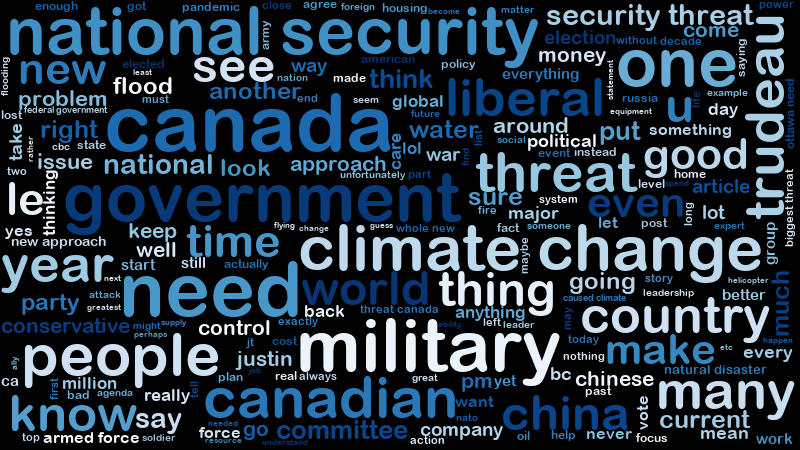 enough got pandemic close agree foreign housing become matter power
national security army security threat
election without decade come saying trudeau
new see way american policy money one
flooding elected least flood nation made think everything statement life
problem another end seem global liberal u example day
federal government must future russia equipment
lost take rather right cbc state canada care lol water list find around social political put something ottawa need
issue national look approach war event instead good home
two thinking unfortunately part threat level spend article
le government sure system even biggest threat
yes fire major long lot group
new approach keep time flying change guess whole new fact someone let post expert
well maybe
year next start still actually climate change
helicopter
attack need world thing going story leadership better much
party greatest back threat canada anything caused climate
conservative might supply perhaps control exactly ability left leader may country happen
ally people jt cost military today make etc every
justin nothing
ca first million plan job real always great pm yet bc chinese natural disaster
bad agenda really tell past many
know say canadian want china vote current
needed nato
top armed force soldier force go committee company oil help never focus mean work
resource understand action